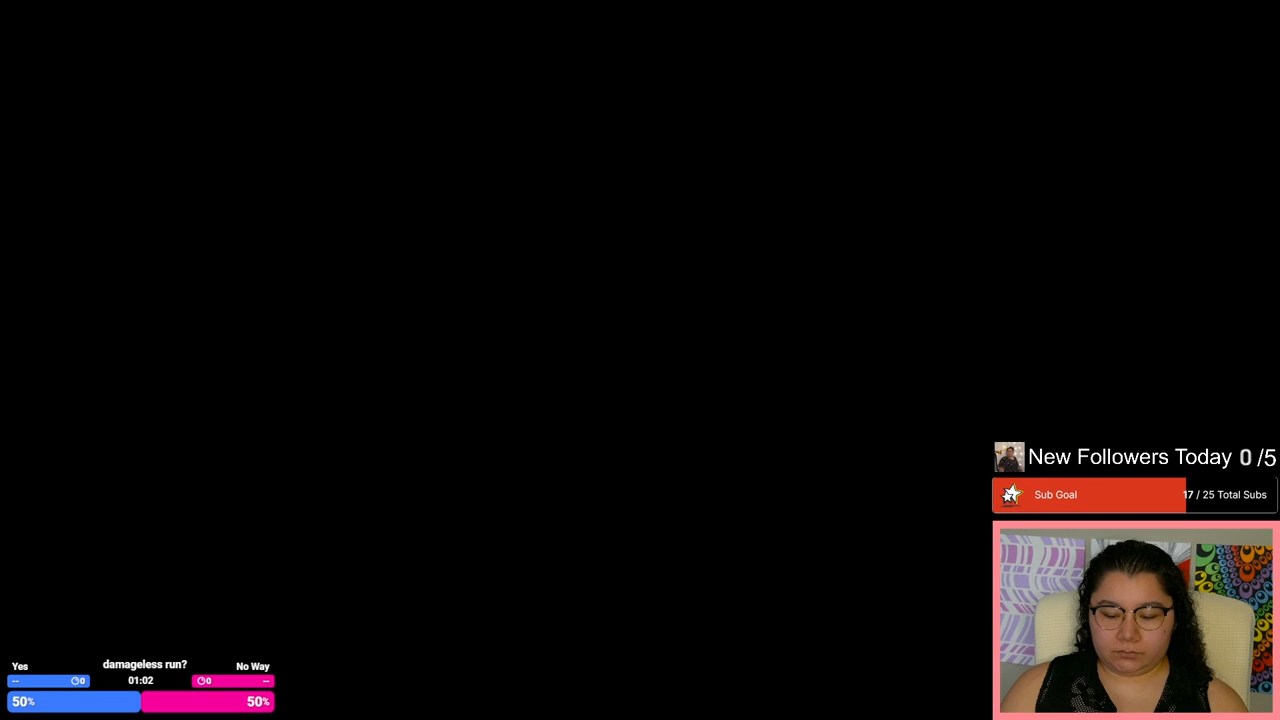 New Followers Today 0 /5
Sub Goal 17 / 25 Total Subs
Yes damageless run? No Way
-- 0 01:02 0 --
50% 50%